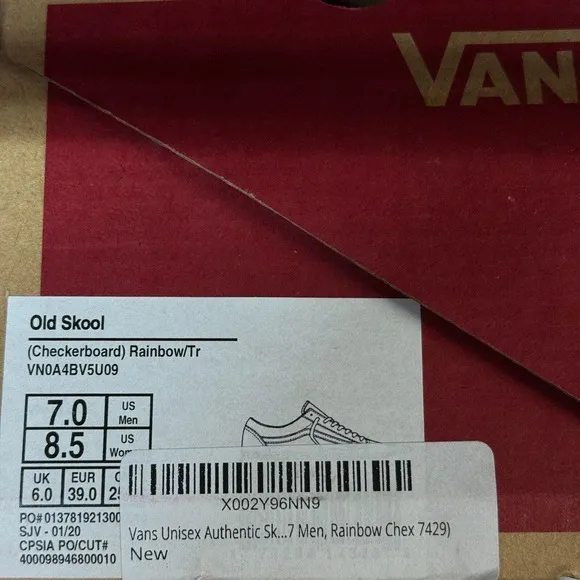 VAN
Old Skool
(Checkerboard) Rainbow/Tr
VN0A4BV5U09
7.0 US Men
8.5 US
UK EUR
6.0 39.0
PO# 013781921300
SJV - 01/20
CPSIA PO/CUT#
400098946800010
X002Y96NN9
Vans Unisex Authentic Sk...7 Men, Rainbow Chex 7429)
New